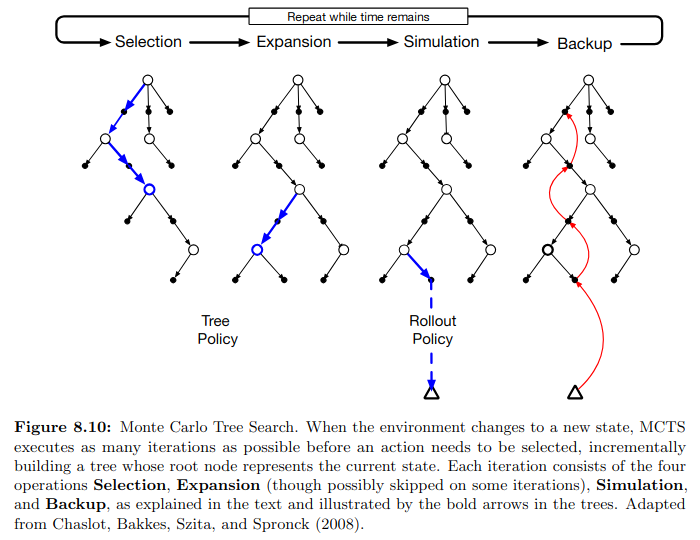 Repeat while time remains
Selection Expansion Simulation Backup
Tree
Policy
Rollout
Policy
Figure 8.10: Monte Carlo Tree Search. When the environment changes to a new state, MCTS
executes as many iterations as possible before an action needs to be selected, incrementally
building a tree whose root node represents the current state. Each iteration consists of the four
operations Selection, Expansion (though possibly skipped on some iterations), Simulation,
and Backup, as explained in the text and illustrated by the bold arrows in the trees. Adapted
from Chaslot, Bakkes, Szita, and Spronck (2008).